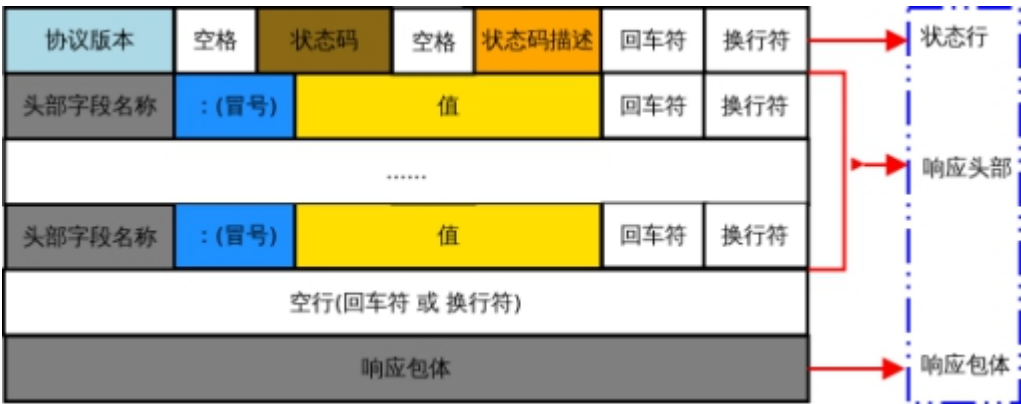 协议版本 空格 状态码 空格 状态码描述 回车符 换行符 状态行
头部字段名称 :(冒号) 值 回车符 换行符
...... 响应头部
头部字段名称 :(冒号) 值 回车符 换行符
空行(回车符 或 换行符)
响应包体 响应包体